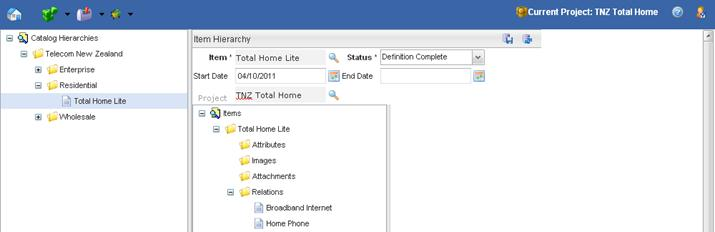 Current Project: TNZ Total Home
Catalog Hierarchies
Telecom New Zealand
Enterprise
Residential
Total Home Lite
Wholesale
Item Hierarchy
Item * Total Home Lite Status * Definition Complete
Start Date 04/10/2011 End Date
Project TNZ Total Home
Items
Total Home Lite
Attributes
Images
Attachments
Relations
Broadband Internet
Home Phone